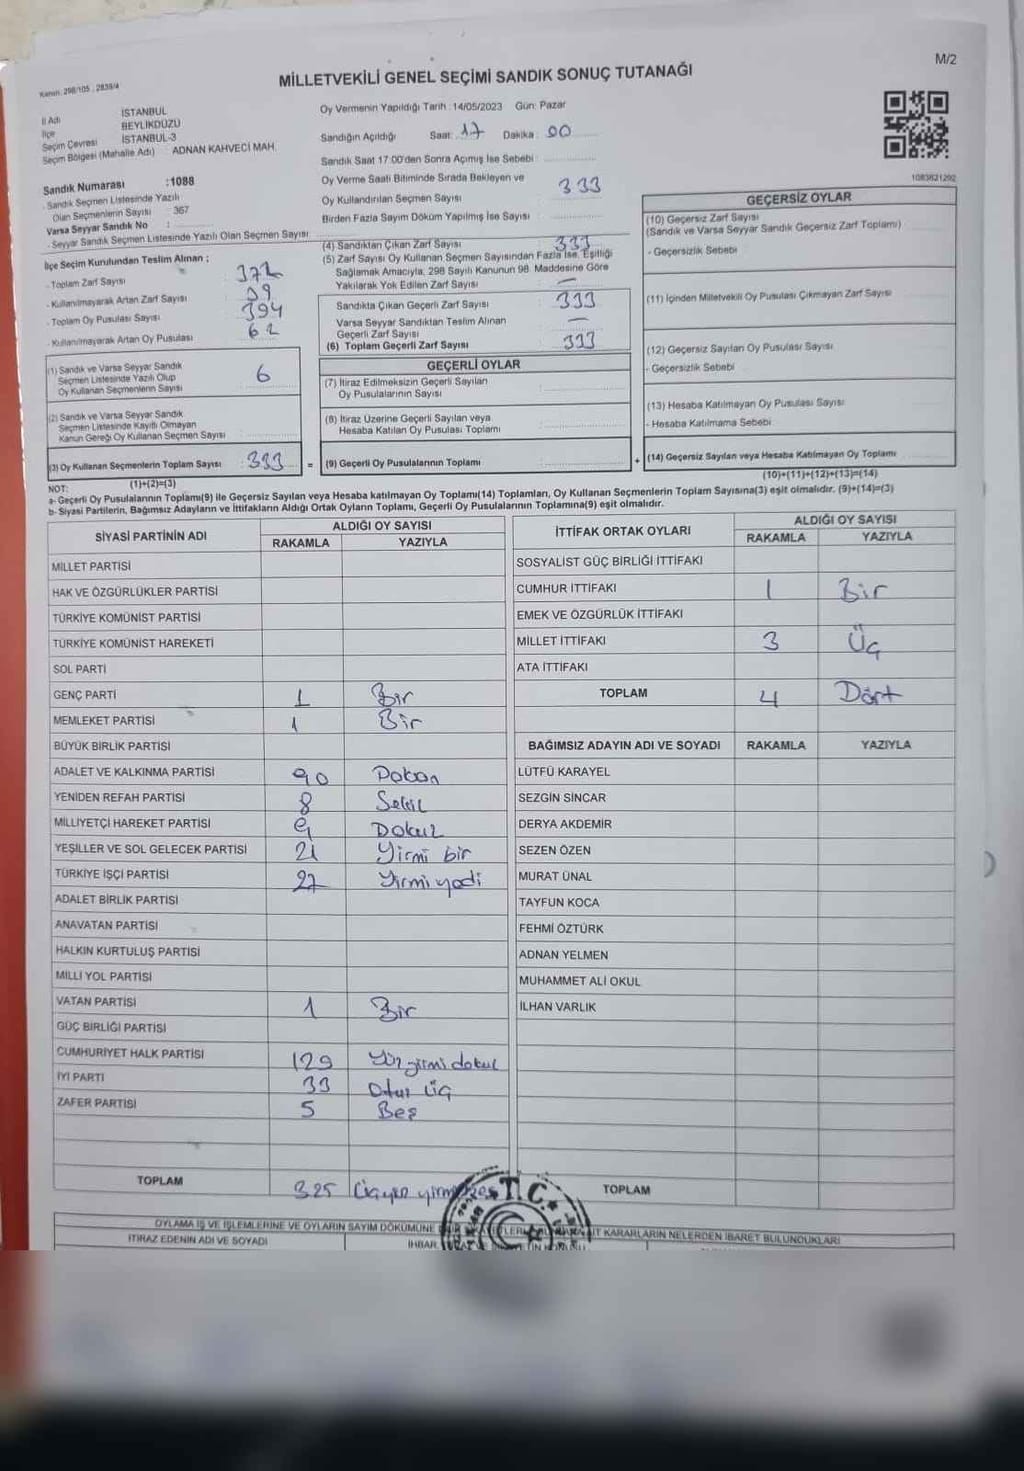 M/2
MİLLETVEKİLİ GENEL SEÇİMİ SANDIK SONUÇ TUTANAĞI
Kanun: 298/105 , 2839/4
İl Adı İSTANBUL
İlçe BEYLİKDÜZÜ
Seçim Çevresi İSTANBUL-3
Seçim Bölgesi (Mahalle Adı) ADNAN KAHVECİ MAH.
Oy Vermenin Yapıldığı Tarih :14/05/2023 Gün: Pazar
Sandığın Açıldığı Saat: 17 Dakika: 00
Sandık Saat 17:00'den Sonra Açımış İse Sebebi
Oy Verme Saati Bitiminde Sırada Bekleyen ve
Oy Kullandırılan Seçmen Sayısı 333
Birden Fazla Sayım Döküm Yapılmış İse Sayısı
1083621292
Sandık Numarası :1088
Sandık Seçmen Listesinde Yazılı
Olan Seçmenlerin Sayısı : 367
Varsa Seyyar Sandık No :
- Seyyar Sandık Seçmen Listesinde Yazılı Olan Seçmen Sayısı
İlçe Seçim Kurulundan Teslim Alınan ;
- Toplam Zarf Sayısı 372
- Kullanılmayarak Artan Zarf Sayısı 39
- Toplam Oy Pusulası Sayısı 394
- Kullanılmayarak Artan Oy Pusulası 62
(1) Sandık ve Varsa Seyyar Sandık
Seçmen Listesinde Yazılı Olup
Oy Kullanan Seçmenlerin Sayısı 6
(2) Sandık ve Varsa Seyyar Sandık
Seçmen Listesinde Kayıtlı Olmayan
Kanun Gereği Oy Kullanan Seçmen Sayısı
(3) Oy Kullanan Seçmenlerin Toplam Sayısı 333 =
(1)+(2)=(3)
(4) Sandıktan Çıkan Zarf Sayısı 333
(5) Zarf Sayısı Oy Kullanan Seçmen Sayısından Fazla İse, Eşitliği
Sağlamak Amacıyla, 298 Sayılı Kanunun 98. Maddesine Göre
Yakılarak Yok Edilen Zarf Sayısı —
Sandıkta Çıkan Geçerli Zarf Sayısı 333
Varsa Seyyar Sandıktan Teslim Alınan
Geçerli Zarf Sayısı —
(6) Toplam Geçerli Zarf Sayısı 333
GEÇERLİ OYLAR
(7) İtiraz Edilmeksizin Geçerli Sayılan
Oy Pusulalarının Sayısı
(8) İtiraz Üzerine Geçerli Sayılan veya
Hesaba Katılan Oy Pusulası Toplamı
(9) Geçerli Oy Pusulalarının Toplamı +
GEÇERSİZ OYLAR
(10) Geçersiz Zarf Sayısı
(Sandık ve Varsa Seyyar Sandık Geçersiz Zarf Toplamı)
- Geçersizlik Sebebi
(11) İçinden Milletvekili Oy Pusulası Çıkmayan Zarf Sayısı
(12) Geçersiz Sayılan Oy Pusulası Sayısı
- Geçersizlik Sebebi
(13) Hesaba Katılmayan Oy Pusulası Sayısı
- Hesaba Katılmama Sebebi
(14) Geçersiz Sayılan veya Hesaba Katılmayan Oy Toplamı
(10)+(11)+(12)+(13)=(14)
NOT:
a- Geçerli Oy Pusulalarının Toplamı(9) ile Geçersiz Sayılan veya Hesaba katılmayan Oy Toplamı(14) Toplamları, Oy Kullanan Seçmenlerin Toplam Sayısına(3) eşit olmalıdır. (9)+(14)=(3)
b- Siyasi Partilerin, Bağımsız Adayların ve İttifakların Aldığı Ortak Oyların Toplamı, Geçerli Oy Pusulalarının Toplamına(9) eşit olmalıdır.
SİYASİ PARTİNİN ADI ALDIĞI OY SAYISI
RAKAMLA YAZIYLA
MİLLET PARTİSİ
HAK VE ÖZGÜRLÜKLER PARTİSİ
TÜRKİYE KOMÜNİST PARTİSİ
TÜRKİYE KOMÜNİST HAREKETİ
SOL PARTİ
GENÇ PARTİ 1 Bir
MEMLEKET PARTİSİ 1 Bir
BÜYÜK BİRLİK PARTİSİ
ADALET VE KALKINMA PARTİSİ 90 Doksan
YENİDEN REFAH PARTİSİ 8 Sekiz
MİLLİYETÇİ HAREKET PARTİSİ 9 Dokuz
YEŞİLLER VE SOL GELECEK PARTİSİ 21 Yirmi bir
TÜRKİYE İŞÇİ PARTİSİ 27 Yirmi yedi
ADALET BİRLİK PARTİSİ
ANAVATAN PARTİSİ
HALKIN KURTULUŞ PARTİSİ
MİLLİ YOL PARTİSİ
VATAN PARTİSİ 1 Bir
GÜÇ BİRLİĞİ PARTİSİ
CUMHURİYET HALK PARTİSİ 129 Yüz yirmi dokuz
İYİ PARTİ 33 Otuz üç
ZAFER PARTİSİ 5 Beş
TOPLAM 325
İTTİFAK ORTAK OYLARI ALDIĞI OY SAYISI
RAKAMLA YAZIYLA
SOSYALİST GÜÇ BİRLİĞİ İTTİFAKI
CUMHUR İTTİFAKI 1 Bir
EMEK VE ÖZGÜRLÜK İTTİFAKI
MİLLET İTTİFAKI 3 Üç
ATA İTTİFAKI
TOPLAM 4 Dört
BAĞIMSIZ ADAYIN ADI VE SOYADI RAKAMLA YAZIYLA
LÜTFÜ KARAYEL
SEZGİN SİNCAR
DERYA AKDEMİR
SEZEN ÖZEN
MURAT ÜNAL
TAYFUN KOCA
FEHMİ ÖZTÜRK
ADNAN YELMEN
MUHAMMET ALİ OKUL
İLHAN VARLIK
TOPLAM
T.C.
OYLAMA İŞ VE İŞLEMLERİNE VE OYLARIN SAYIM DÖKÜMÜNE KARARLARIN NELERDEN İBARET BULUNDUKLARI
İTİRAZ EDENİN ADI VE SOYADI İHBAR